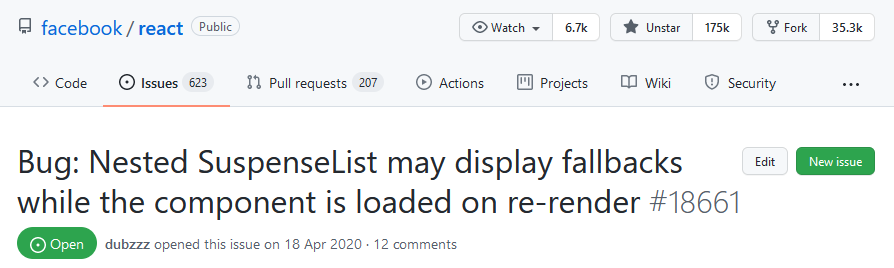 facebook / react Public Watch 6.7k Unstar 175k Fork 35.3k
Code Issues 623 Pull requests 207 Actions Projects Wiki Security ...
Bug: Nested SuspenseList may display fallbacks Edit New issue
while the component is loaded on re-render #18661
Open dubzzz opened this issue on 18 Apr 2020 · 12 comments